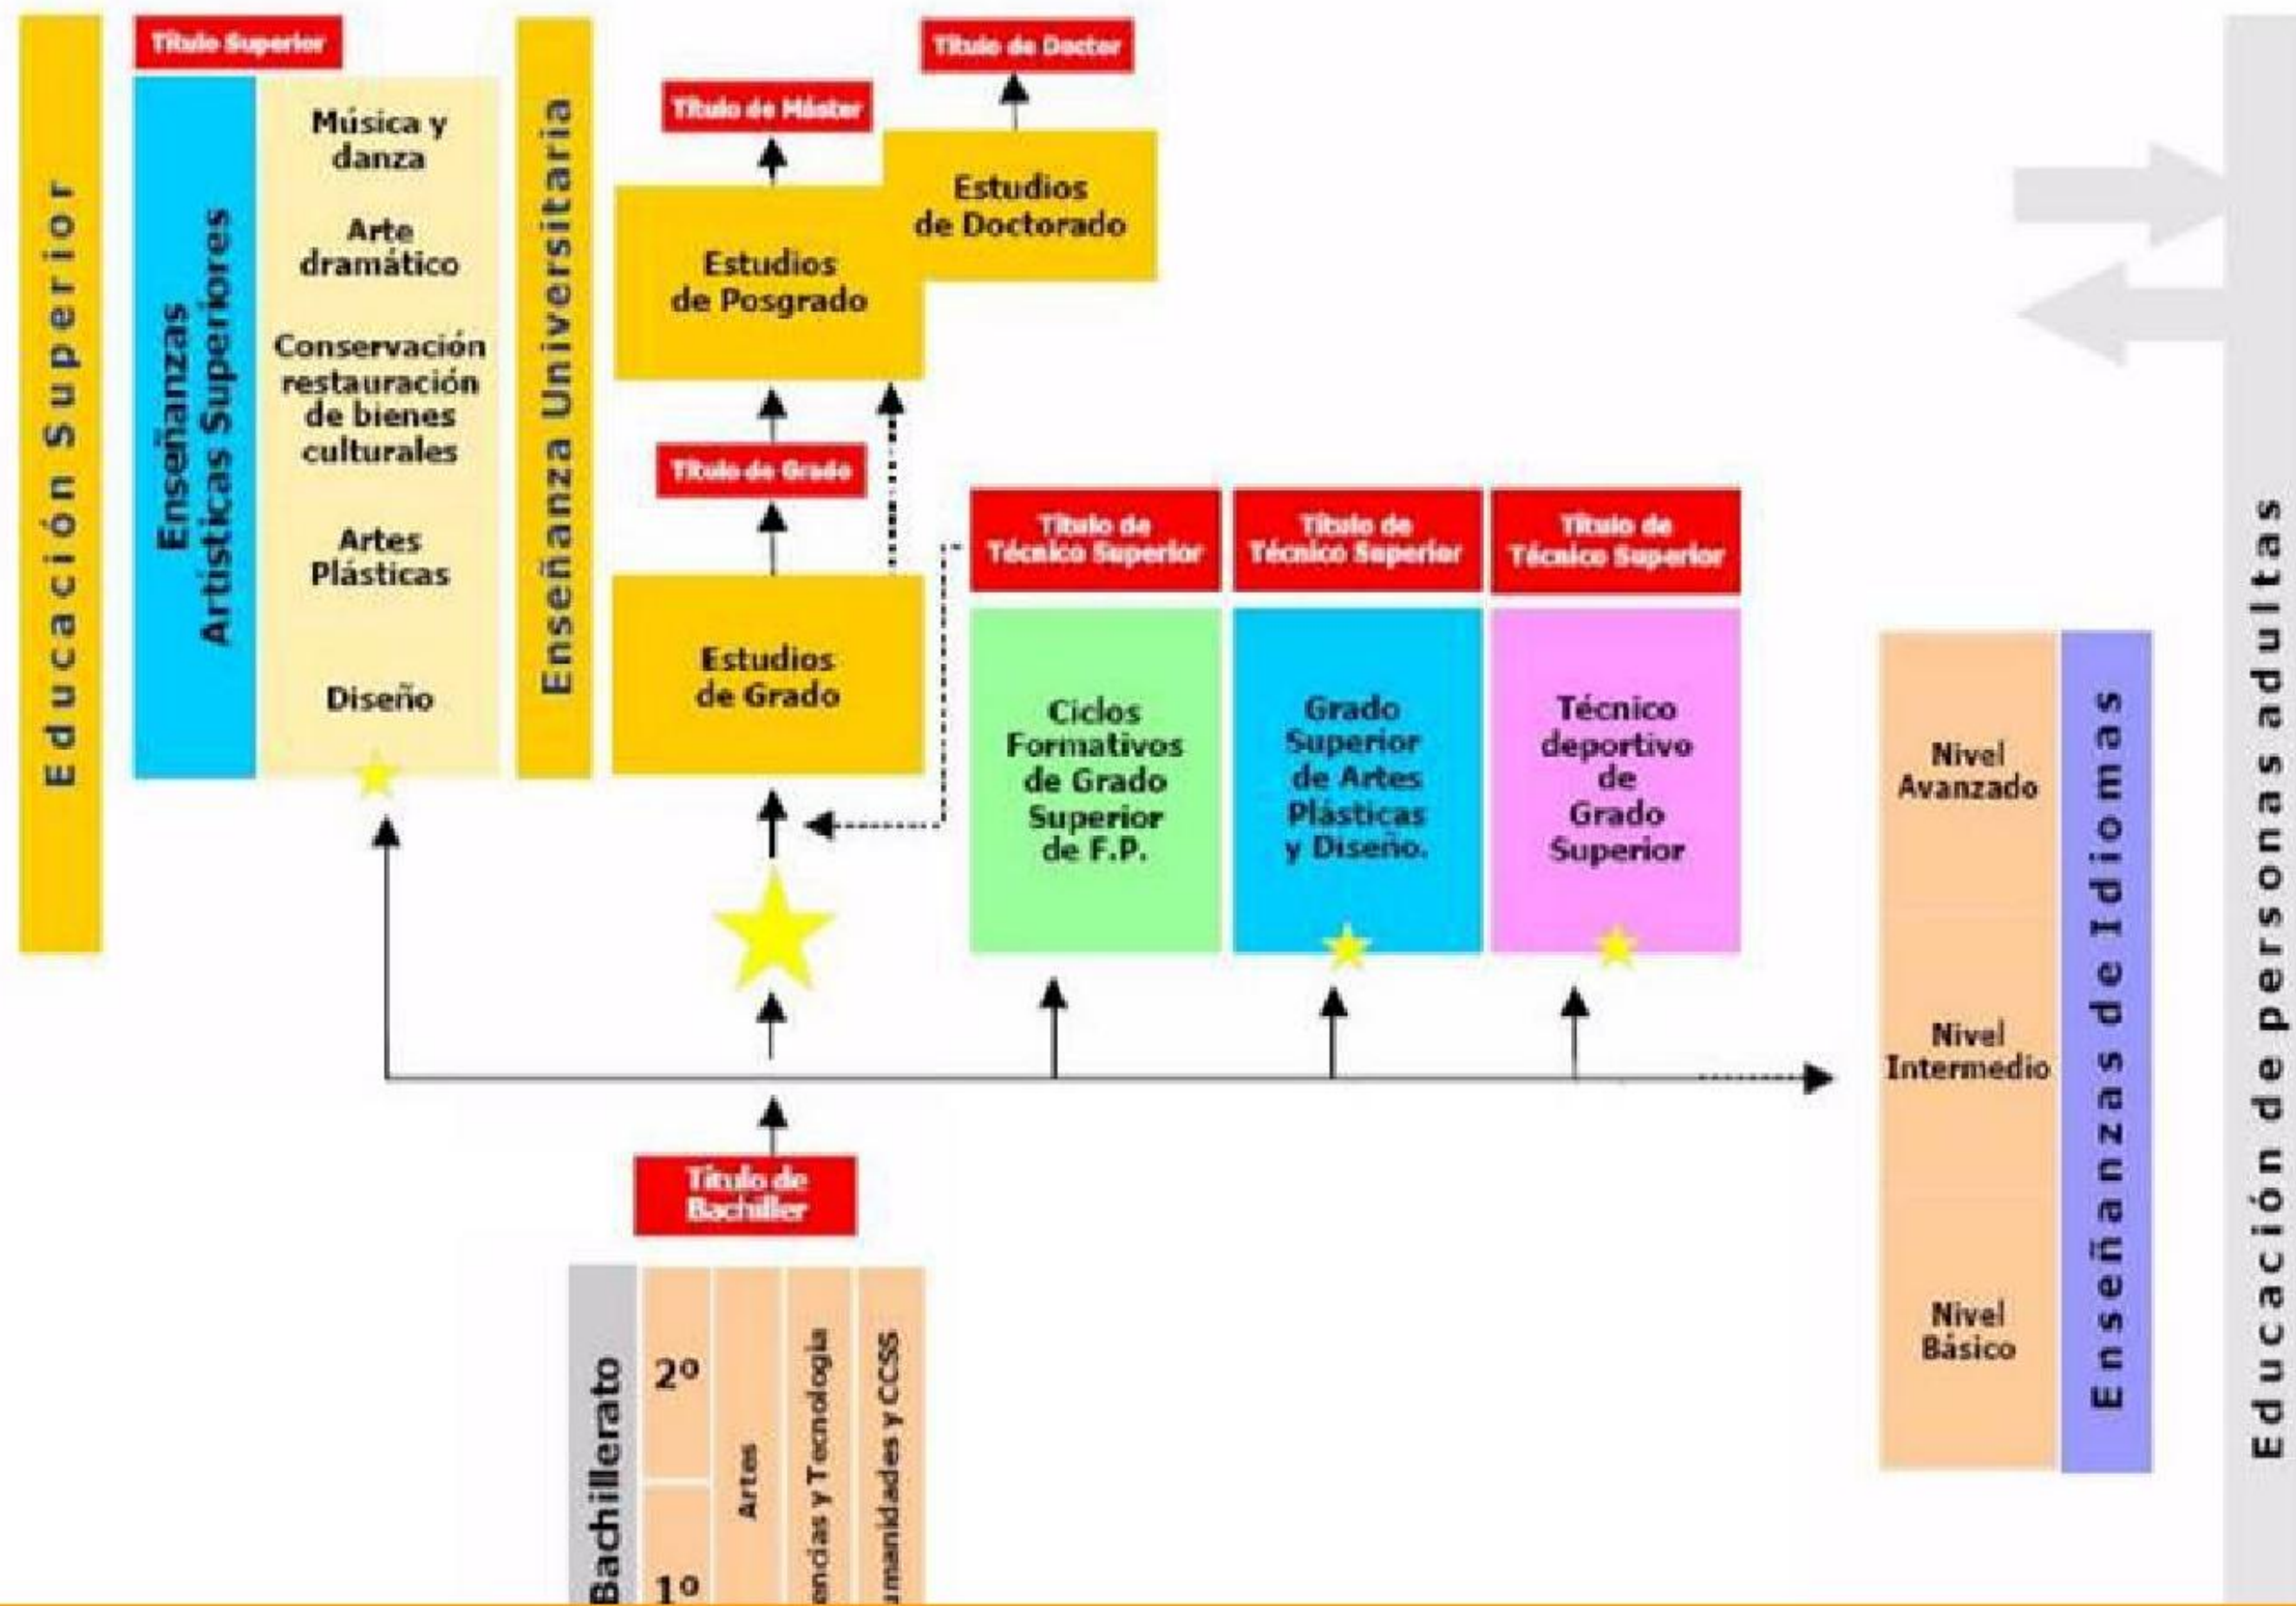 Educación Superior
Título Superior
Enseñanzas
Artísticas Superiores
Música y
danza
Arte
dramático
Conservación
restauración
de bienes
culturales
Artes
Plásticas
Diseño
Enseñanza Universitaria
Título de Doctor
Título de Máster
Estudios
de Doctorado
Estudios
de Posgrado
Título de Grado
Estudios
de Grado
Título de
Técnico Superior
Título de
Técnico Superior
Título de
Técnico Superior
Ciclos
Formativos
de Grado
Superior
de F.P.
Grado
Superior
de Artes
Plásticas
y Diseño.
Técnico
deportivo
de
Grado
Superior
Nivel
Avanzado
Nivel
Intermedio
Nivel
Básico
Enseñanzas de Idiomas
Educación de personas adultas
Título de
Bachiller
Bachillerato
2º
1º
Artes
encias y Tecnología
umanidades y CCSS